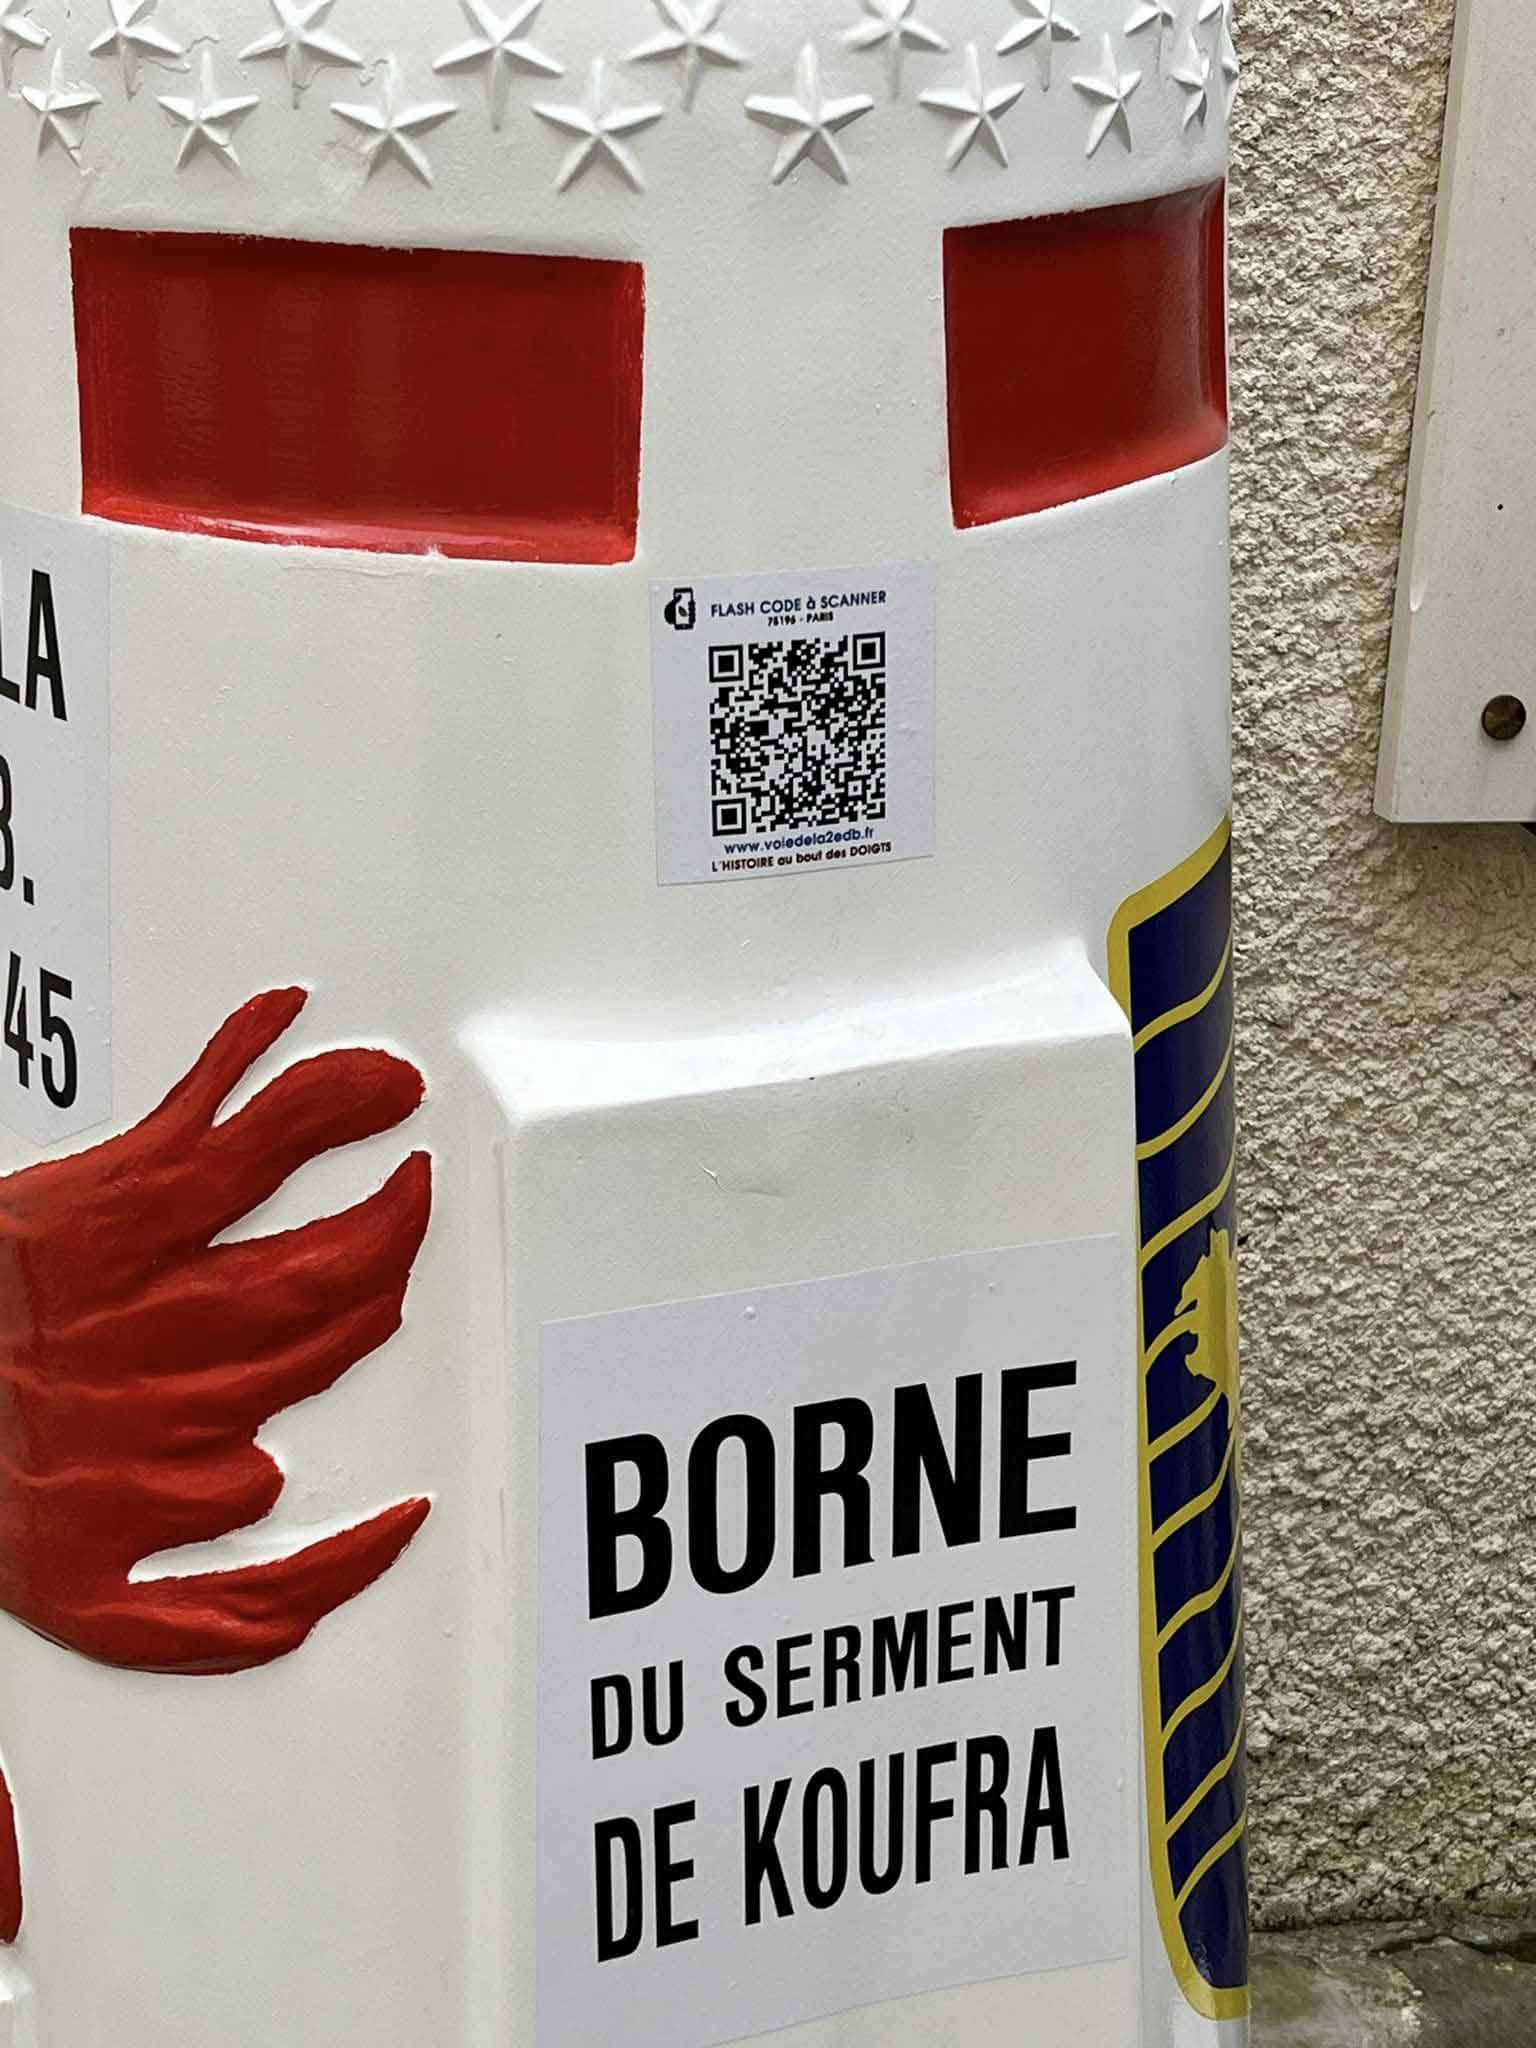 LA
B.
45
FLASH CODE à SCANNER
75196 - PARIS
www.voiedela2edb.fr
L'HISTOIRE au bout des DOIGTS
BORNE
DU SERMENT
DE KOUFRA